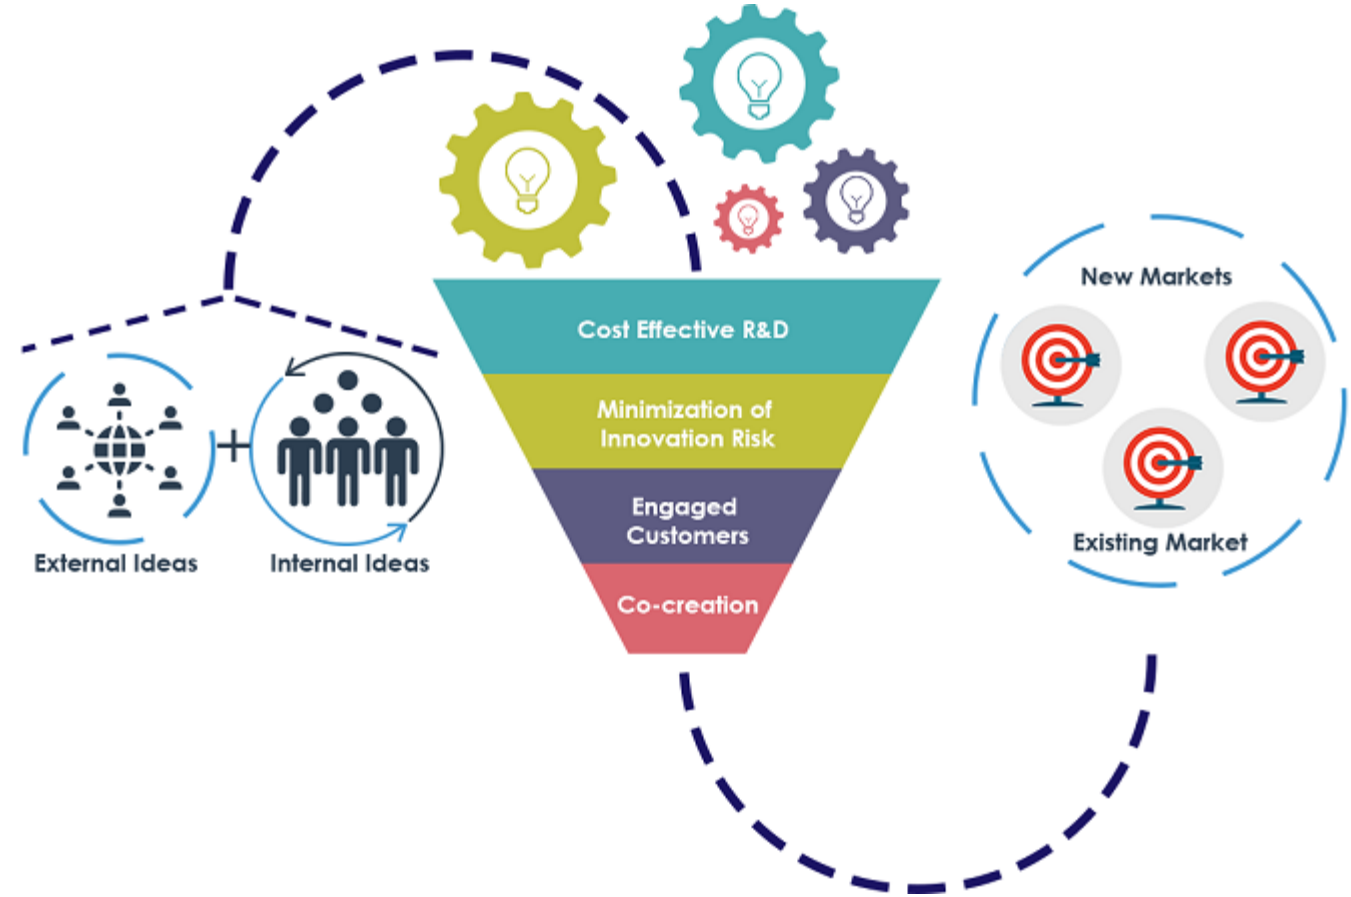 External Ideas
+
Internal Ideas
Cost Effective R&D
Minimization of
Innovation Risk
Engaged
Customers
Co-creation
New Markets
Existing Market